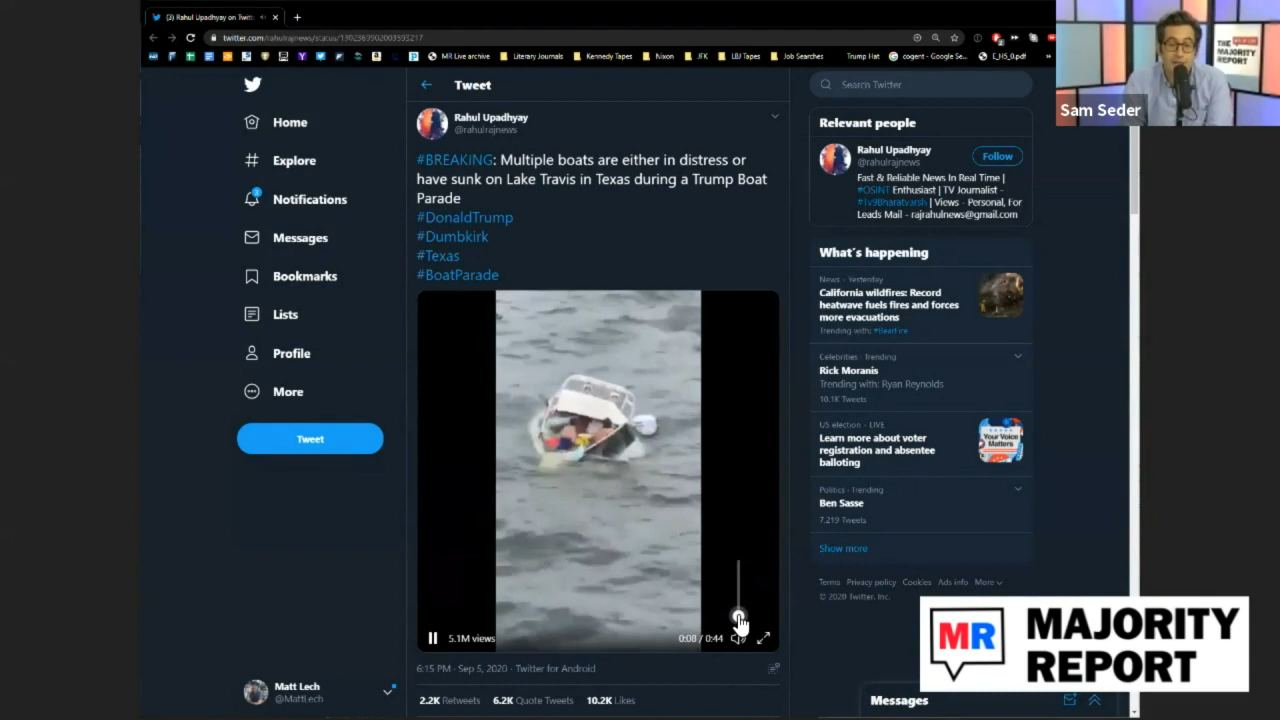 (3) Rahul Upadhyay on Twitt
twitter.com/rahulrajnews/status/1302369902003593217
MR Live archive
Literary Journals
Kennedy Tapes
Nixon
JFK
LBJ Tapes
Job Searches
Trump Hat
cogent - Google Se...
E_H5_0.pdf
THE
MAJORITY
REPORT
Sam Seder
Home
Explore
Notifications
Messages
Bookmarks
Lists
Profile
More
Tweet
Matt Lech
@MattLech
Tweet
Rahul Upadhyay
@rahulrajnews
#BREAKING: Multiple boats are either in distress or
have sunk on Lake Travis in Texas during a Trump Boat
Parade
#DonaldTrump
#Dumbkirk
#Texas
#BoatParade
5.1M views
0:08 / 0:44
6:15 PM · Sep 5, 2020 · Twitter for Android
2.2K Retweets 6.2K Quote Tweets 10.2K Likes
Search Twitter
Relevant people
Rahul Upadhyay
@rahulrajnews
Follow
Fast & Reliable News In Real Time |
#OSINT Enthusiast | TV Journalist -
#Tv9Bharatvarsh | Views - Personal, For
Leads Mail - rajrahulnews@gmail.com
What's happening
News · Yesterday
California wildfires: Record
heatwave fuels fires and forces
more evacuations
Trending with: #BearFire
Celebrities · Trending
Rick Moranis
Trending with: Ryan Reynolds
10.1K Tweets
US election · LIVE
Learn more about voter
registration and absentee
balloting
Your Voice
Matters
Politics · Trending
Ben Sasse
7,219 Tweets
Show more
Terms Privacy policy Cookies Ads info More
© 2020 Twitter, Inc.
MR
MAJORITY
REPORT
Messages